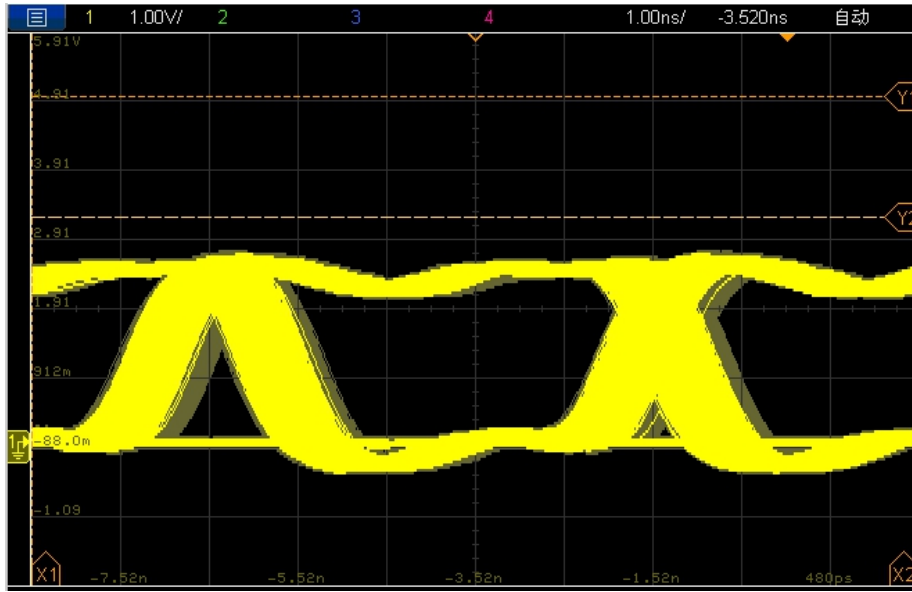 1 1.00V/ 2 3 4 1.00ns/ -3.520ns 自动
5.91V
4.91
Y1
3.91
Y2
2.91
1.91
912m
1
-88.0m
-1.09
X1 -7.52n -5.52n -3.52n -1.52n 480ps X2